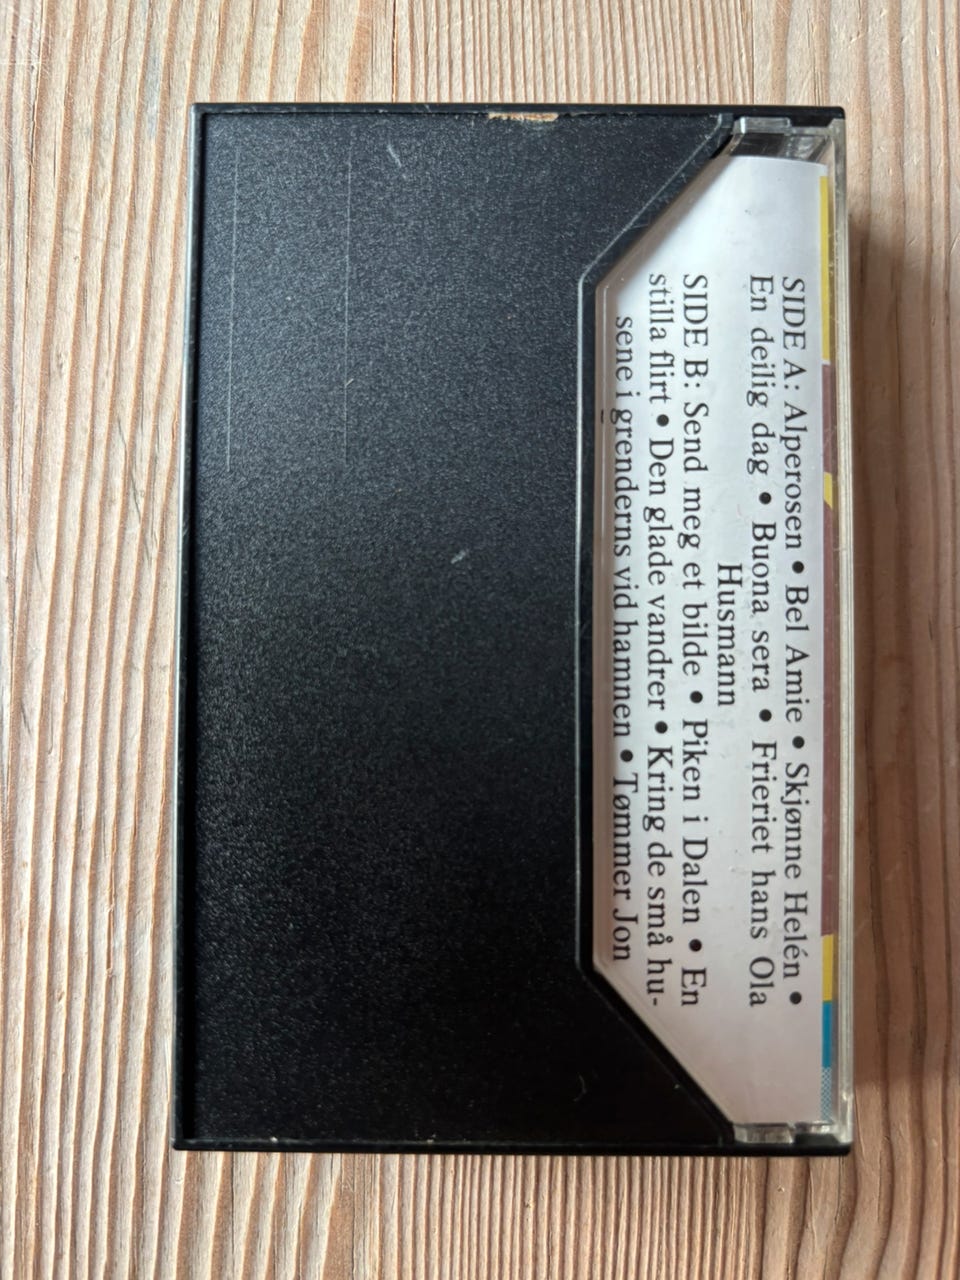 SIDE A: Alperosen • Bel Amie • Skjønne Helén •
En deilig dag • Buona sera • Frieriet hans Ola
Husmann
SIDE B: Send meg et bilde • Piken i Dalen • En
stilla flirt • Den glade vandrer • Kring de små hu-
sene i grenderns vid hamnen • Tømmer Jon